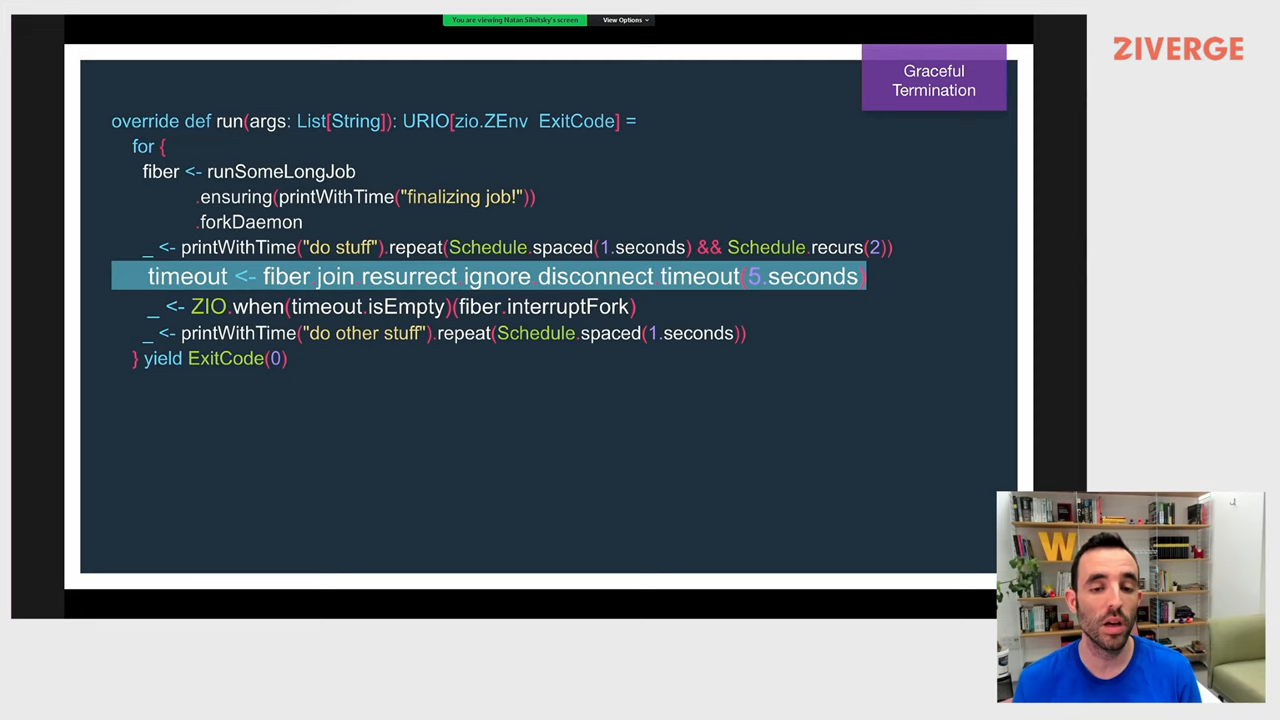 You are viewing Natan Silnitsky's screen View Options
ZIVERGE
Graceful
Termination
override def run(args: List[String]): URIO[zio.ZEnv ExitCode] =
for {
fiber <- runSomeLongJob
.ensuring(printWithTime("finalizing job!"))
.forkDaemon
_ <- printWithTime("do stuff").repeat(Schedule.spaced(1.seconds) && Schedule.recurs(2))
timeout <- fiber.join.resurrect.ignore.disconnect.timeout(5.seconds)
_ <- ZIO.when(timeout.isEmpty)(fiber.interruptFork)
_ <- printWithTime("do other stuff").repeat(Schedule.spaced(1.seconds))
} yield ExitCode(0)
W